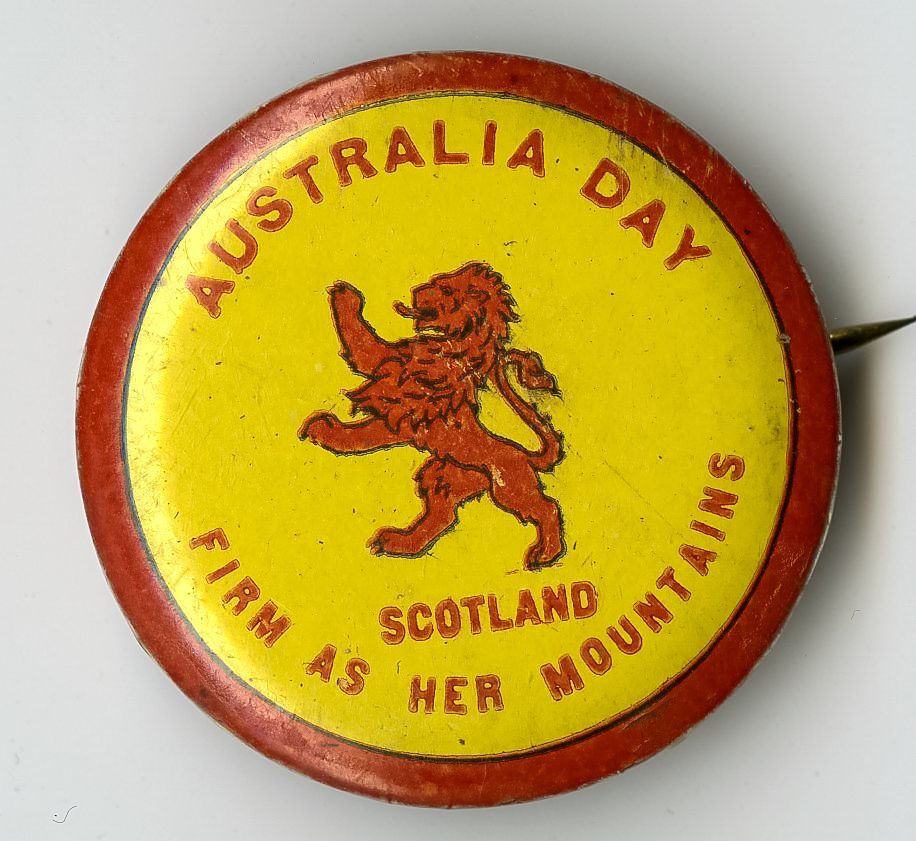 AUSTRALIA DAY
SCOTLAND
FIRM AS HER MOUNTAINS